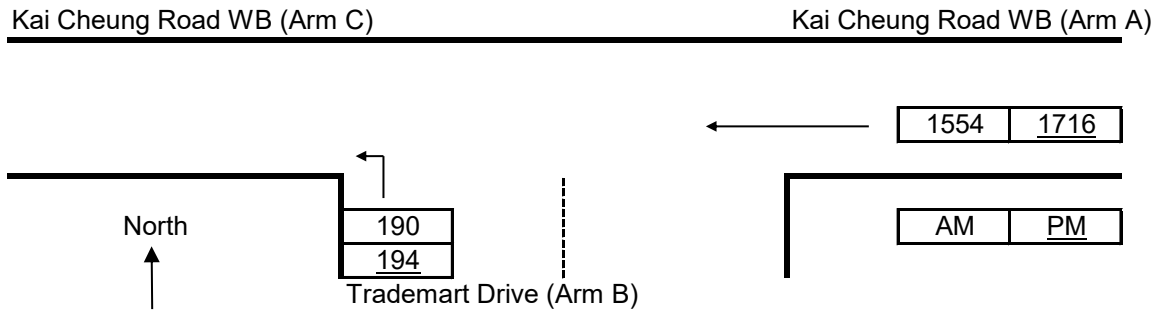 Kai Cheung Road WB (Arm C) Kai Cheung Road WB (Arm A)
1554 1716
North 190 AM PM
194
Trademart Drive (Arm B)